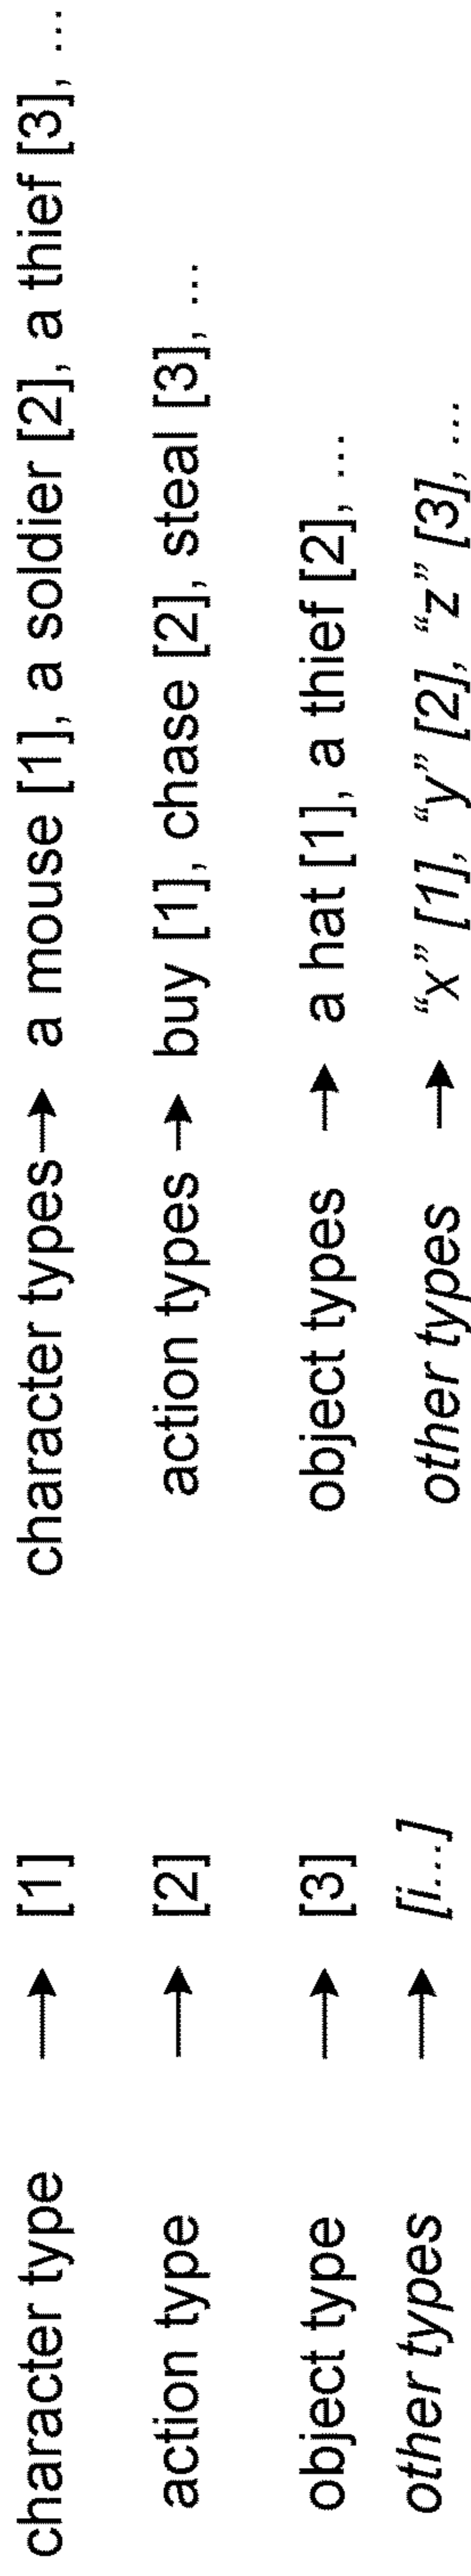 character type → [1] character types → a mouse [1], a soldier [2], a thief [3], …
action type → [2] action types → buy [1], chase [2], steal [3], …
object type → [3] object types → a hat [1], a thief [2], …
other types → [i...] other types → “x” [1], “y” [2], “z” [3], …